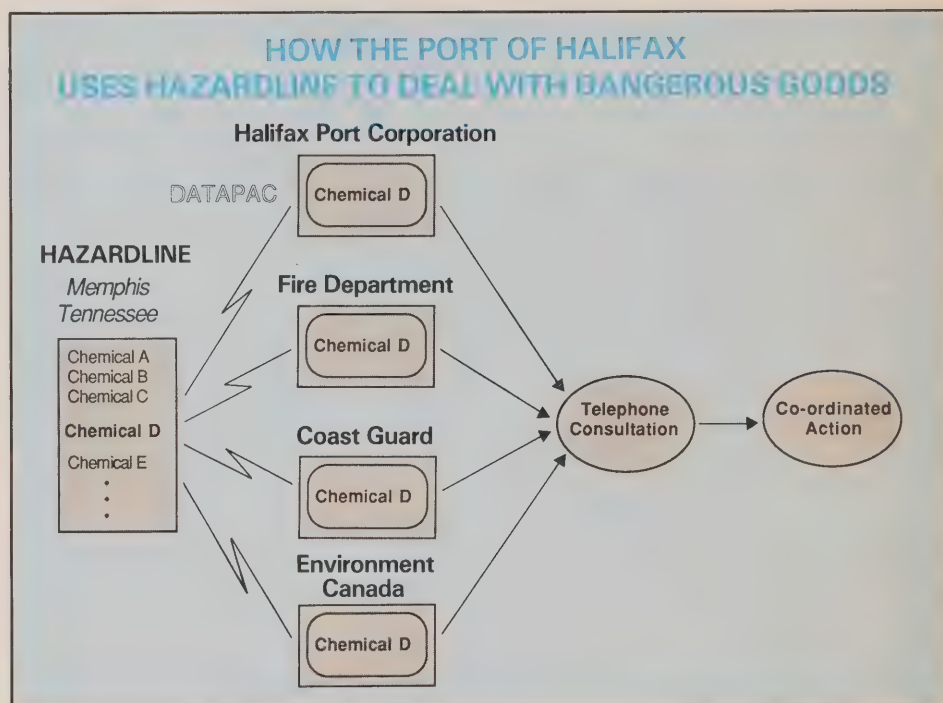 HOW THE PORT OF HALIFAX
USES HAZARDLINE TO DEAL WITH DANGEROUS GOODS
Halifax Port Corporation
DATAPAC
Chemical D
HAZARDLINE
Memphis
Tennessee
Chemical A
Chemical B
Chemical C
Chemical D
Chemical E
Fire Department
Chemical D
Coast Guard
Chemical D
Environment
Canada
Chemical D
Telephone
Consultation
Co-ordinated
Action